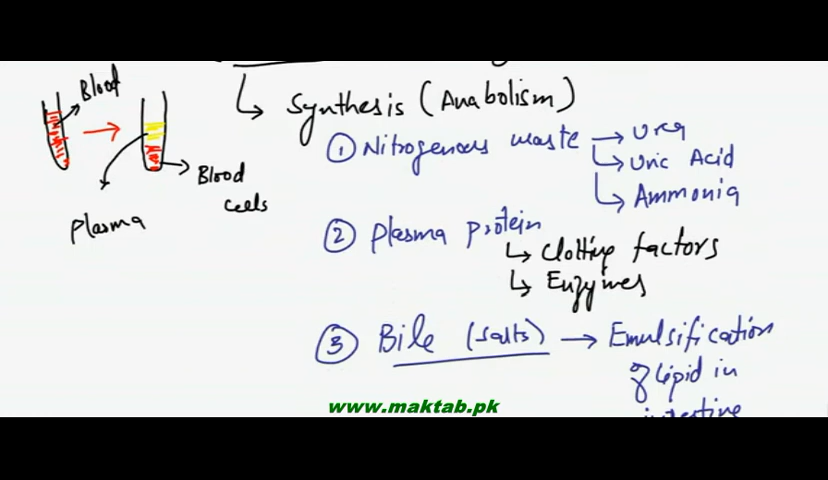 Blood
Plasma
Blood
cells
Synthesis (Anabolism)
① Nitrogenous waste → Urea
Uric Acid
Ammonia
② Plasma protein
Clotting factors
Enzymes
③ Bile (salts) → Emulsification
of Lipid in
intestine
www.maktab.pk